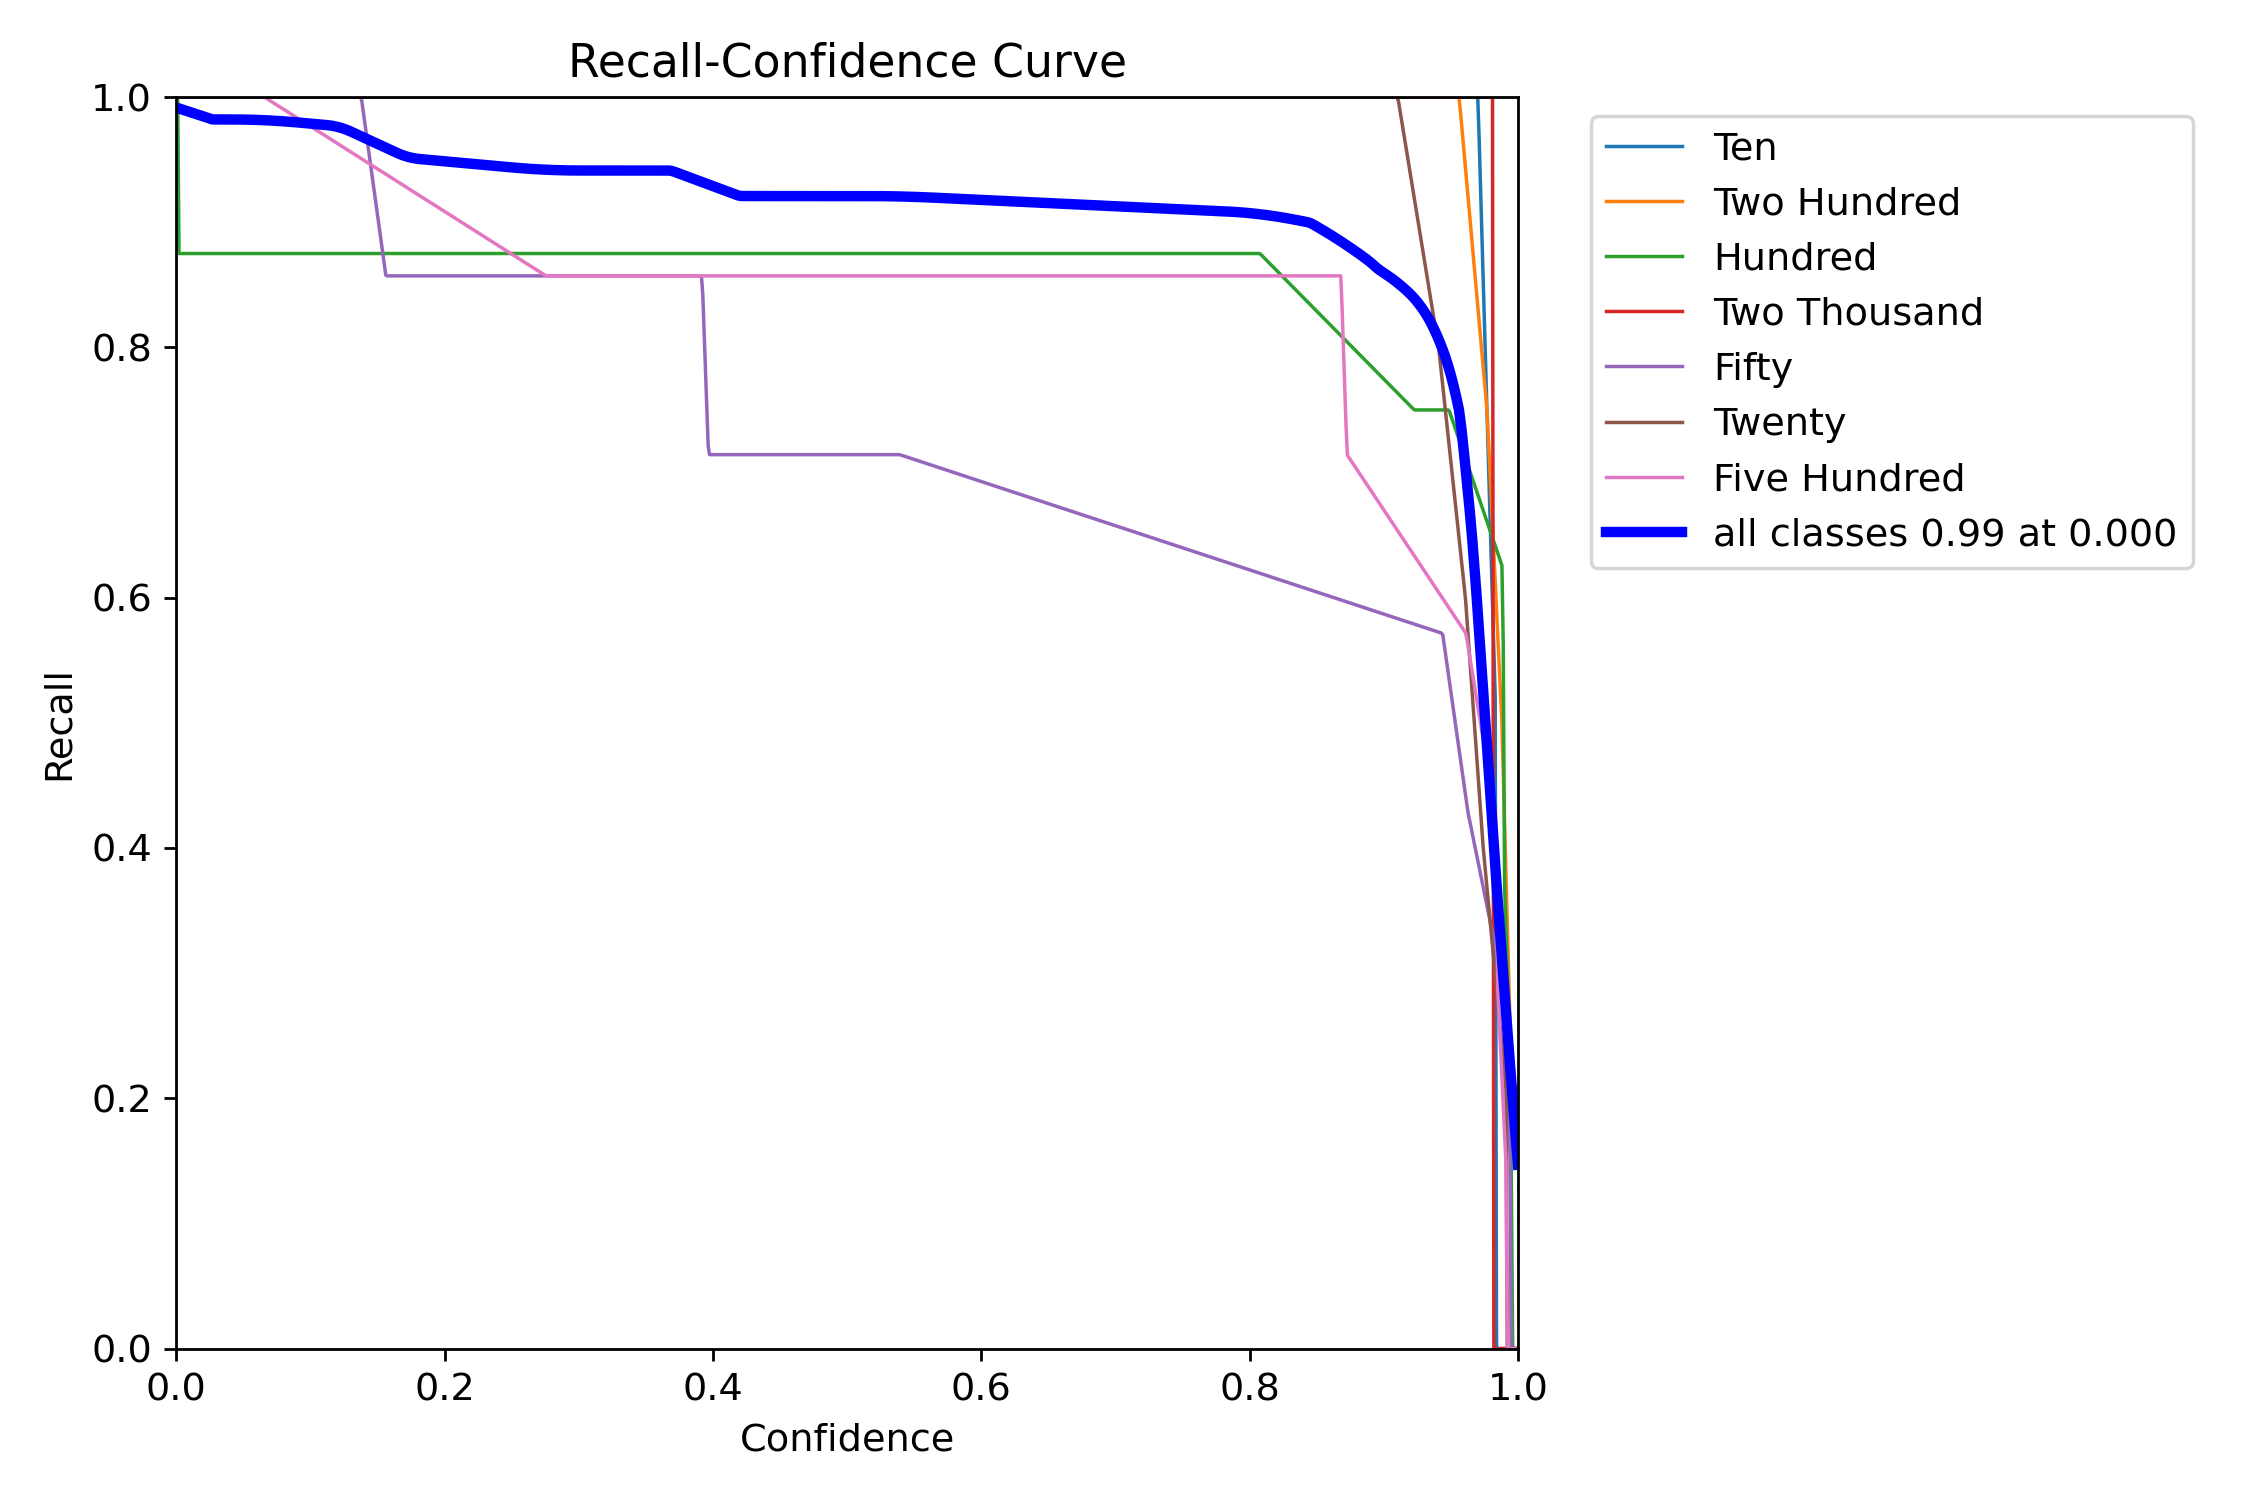 Recall-Confidence Curve
1.0
0.8
0.6
0.4
0.2
0.0
Recall
0.0 0.2 0.4 0.6 0.8 1.0
Confidence
Ten
Two Hundred
Hundred
Two Thousand
Fifty
Twenty
Five Hundred
all classes 0.99 at 0.000